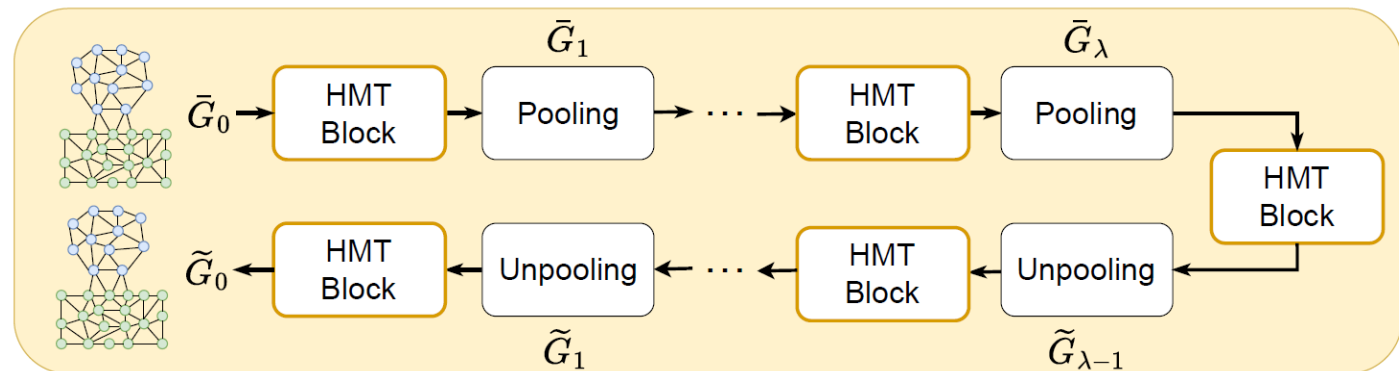 Ḡ₁ Ḡ_λ
Ḡ₀ HMT Block Pooling ⋯ HMT Block Pooling
HMT Block
G̃₀ HMT Block Unpooling ⋯ HMT Block Unpooling
G̃₁ G̃_{λ−1}